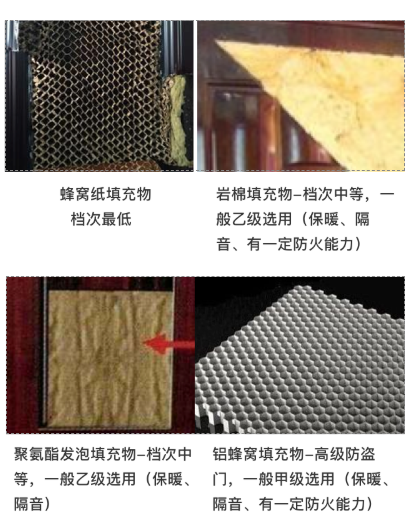 蜂窝纸填充物
档次最低
岩棉填充物–档次中等，一
般乙级选用（保暖、隔
音、有一定防火能力）
聚氨酯发泡填充物–档次中
等，一般乙级选用（保暖、
隔音）
铝蜂窝填充物–高级防盗
门，一般甲级选用（保暖、
隔音、有一定防火能力）